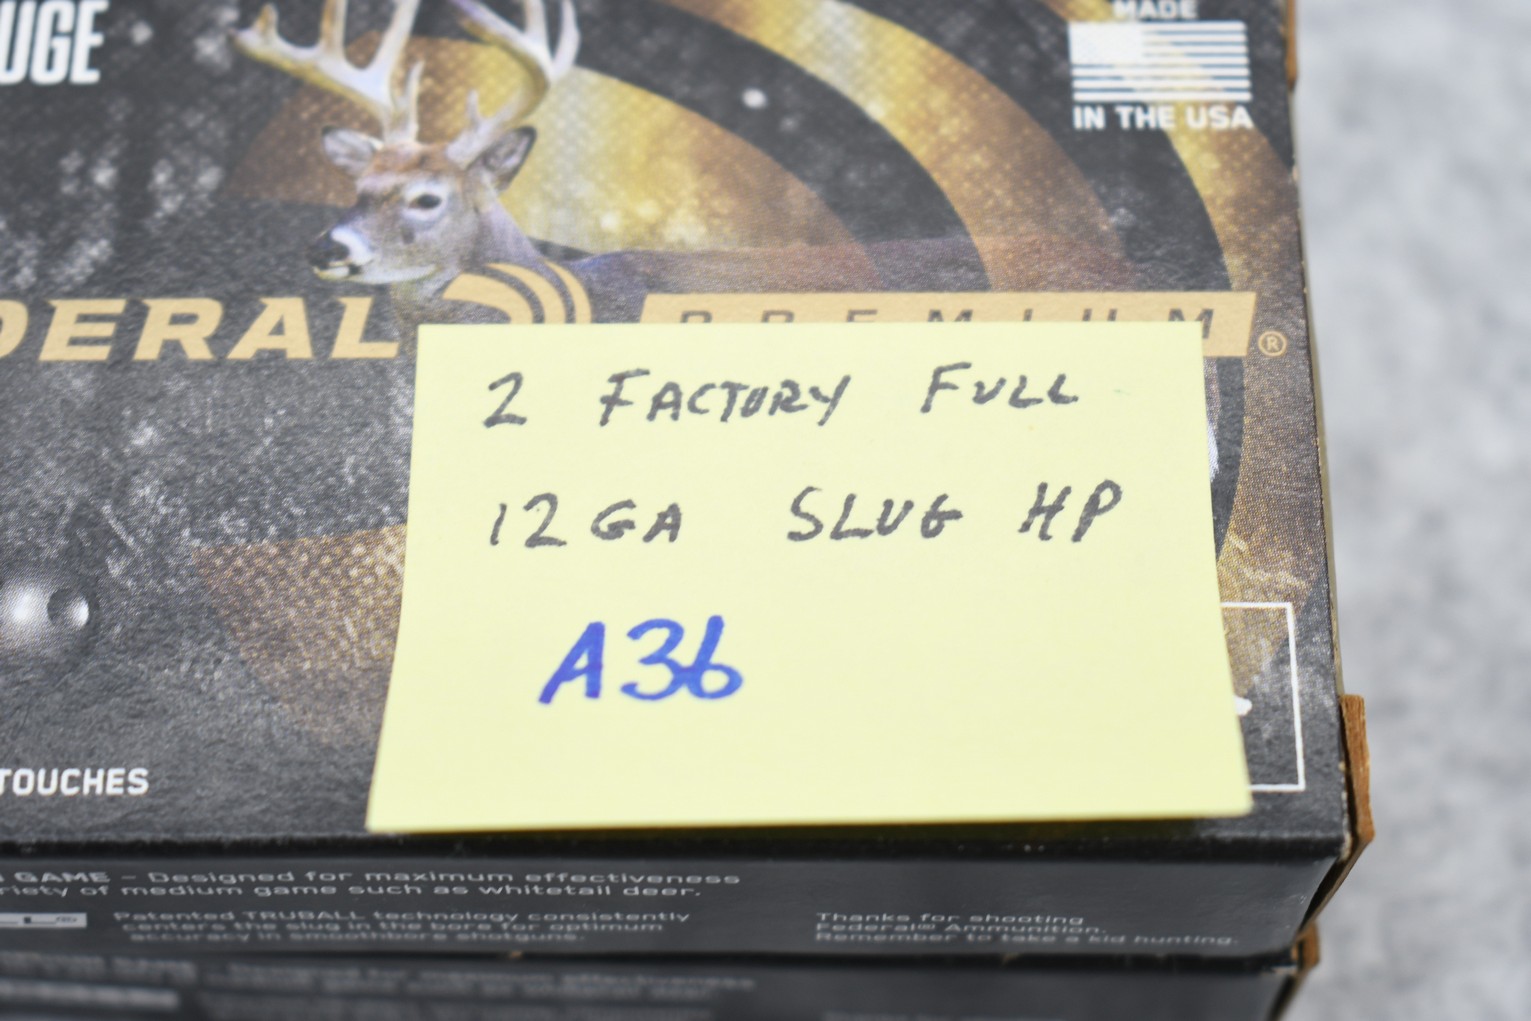 UGE
MADE
IN THE USA
DERAL PREMIUM®
2 FACTORY FULL
12 GA SLUG HP
A36
TOUCHES
GAME – Designed for maximum effectiveness
riety of medium game such as whitetail deer.
Patented TRUBALL technology consistently
centers the slug in the bore for optimum
accuracy in smoothbore shotguns.
Thanks for shooting
Federal® Ammunition.
Remember to take a kid hunting.